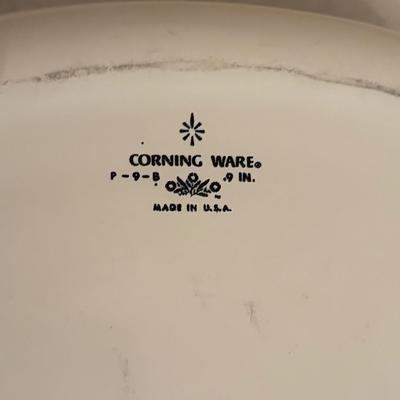 CORNING WARE®
P-9-B 9 IN.
MADE IN U.S.A.